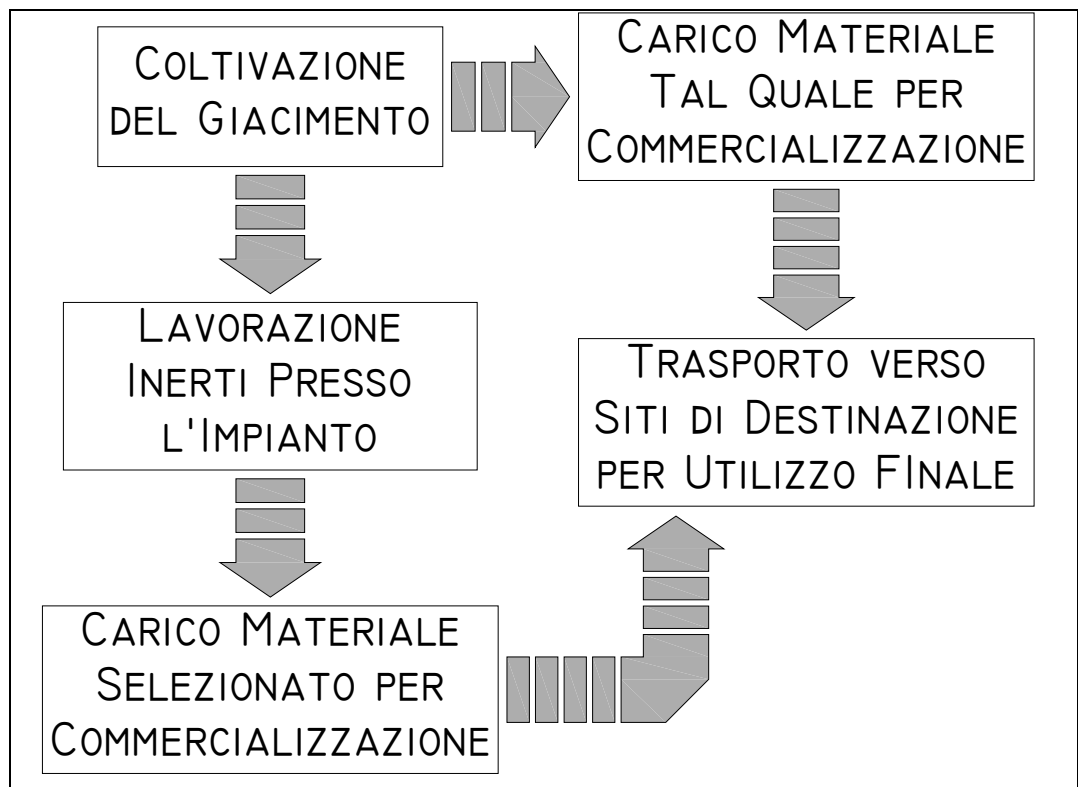 Coltivazione
del Giacimento
Carico Materiale
Tal Quale per
Commercializzazione
Lavorazione
Inerti Presso
l'Impianto
Trasporto verso
Siti di Destinazione
per Utilizzo FInale
Carico Materiale
Selezionato per
Commercializzazione